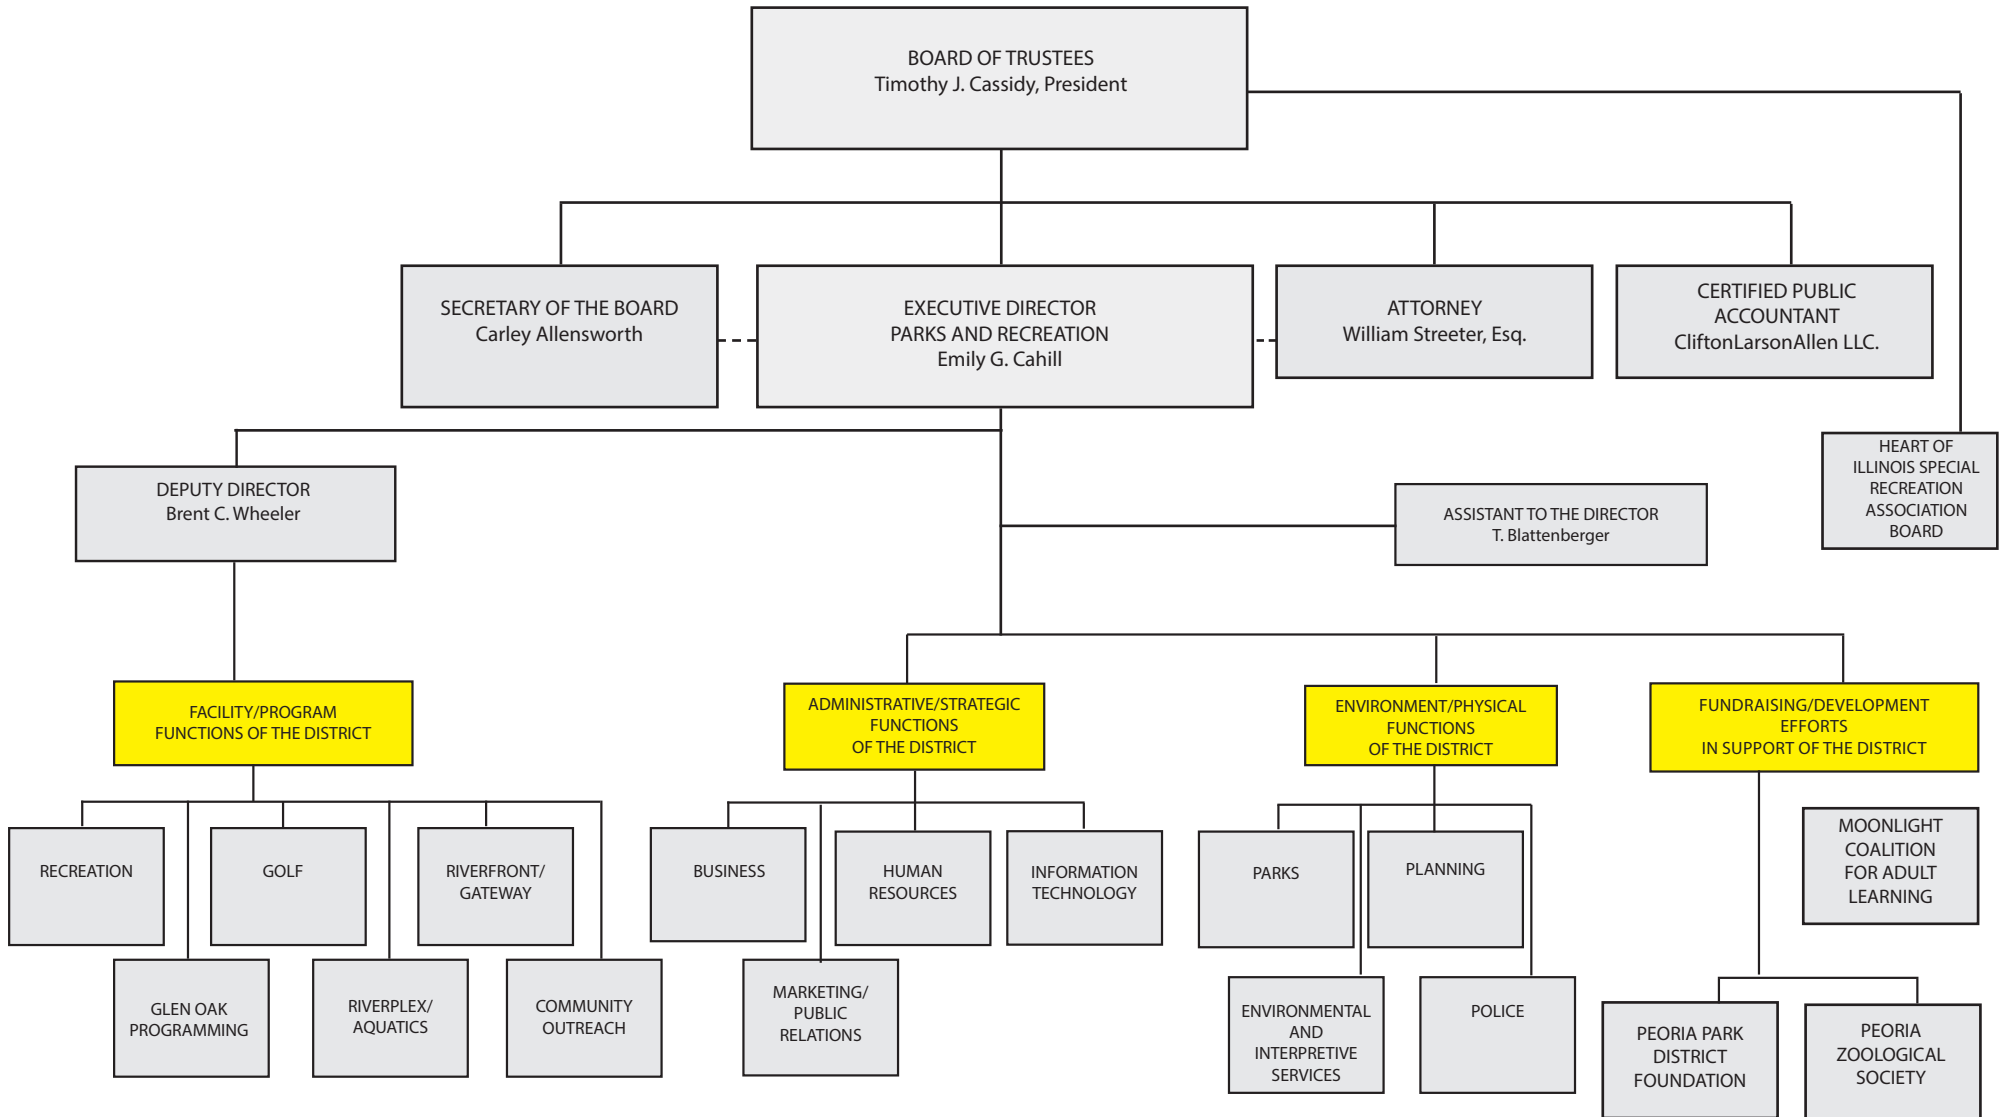 BOARD OF TRUSTEES
Timothy J. Cassidy, President
SECRETARY OF THE BOARD
Carley Allensworth
EXECUTIVE DIRECTOR
PARKS AND RECREATION
Emily G. Cahill
ATTORNEY
William Streeter, Esq.
CERTIFIED PUBLIC
ACCOUNTANT
CliftonLarsonAllen LLC.
HEART OF
ILLINOIS SPECIAL
RECREATION
ASSOCIATION
BOARD
DEPUTY DIRECTOR
Brent C. Wheeler
ASSISTANT TO THE DIRECTOR
T. Blattenberger
FACILITY/PROGRAM
FUNCTIONS OF THE DISTRICT
ADMINISTRATIVE/STRATEGIC
FUNCTIONS
OF THE DISTRICT
ENVIRONMENT/PHYSICAL
FUNCTIONS
OF THE DISTRICT
FUNDRAISING/DEVELOPMENT
EFFORTS
IN SUPPORT OF THE DISTRICT
RECREATION
GOLF
RIVERFRONT/
GATEWAY
BUSINESS
HUMAN
RESOURCES
INFORMATION
TECHNOLOGY
PARKS
PLANNING
MOONLIGHT
COALITION
FOR ADULT
LEARNING
GLEN OAK
PROGRAMMING
RIVERPLEX/
AQUATICS
COMMUNITY
OUTREACH
MARKETING/
PUBLIC
RELATIONS
ENVIRONMENTAL
AND
INTERPRETIVE
SERVICES
POLICE
PEORIA PARK
DISTRICT
FOUNDATION
PEORIA
ZOOLOGICAL
SOCIETY